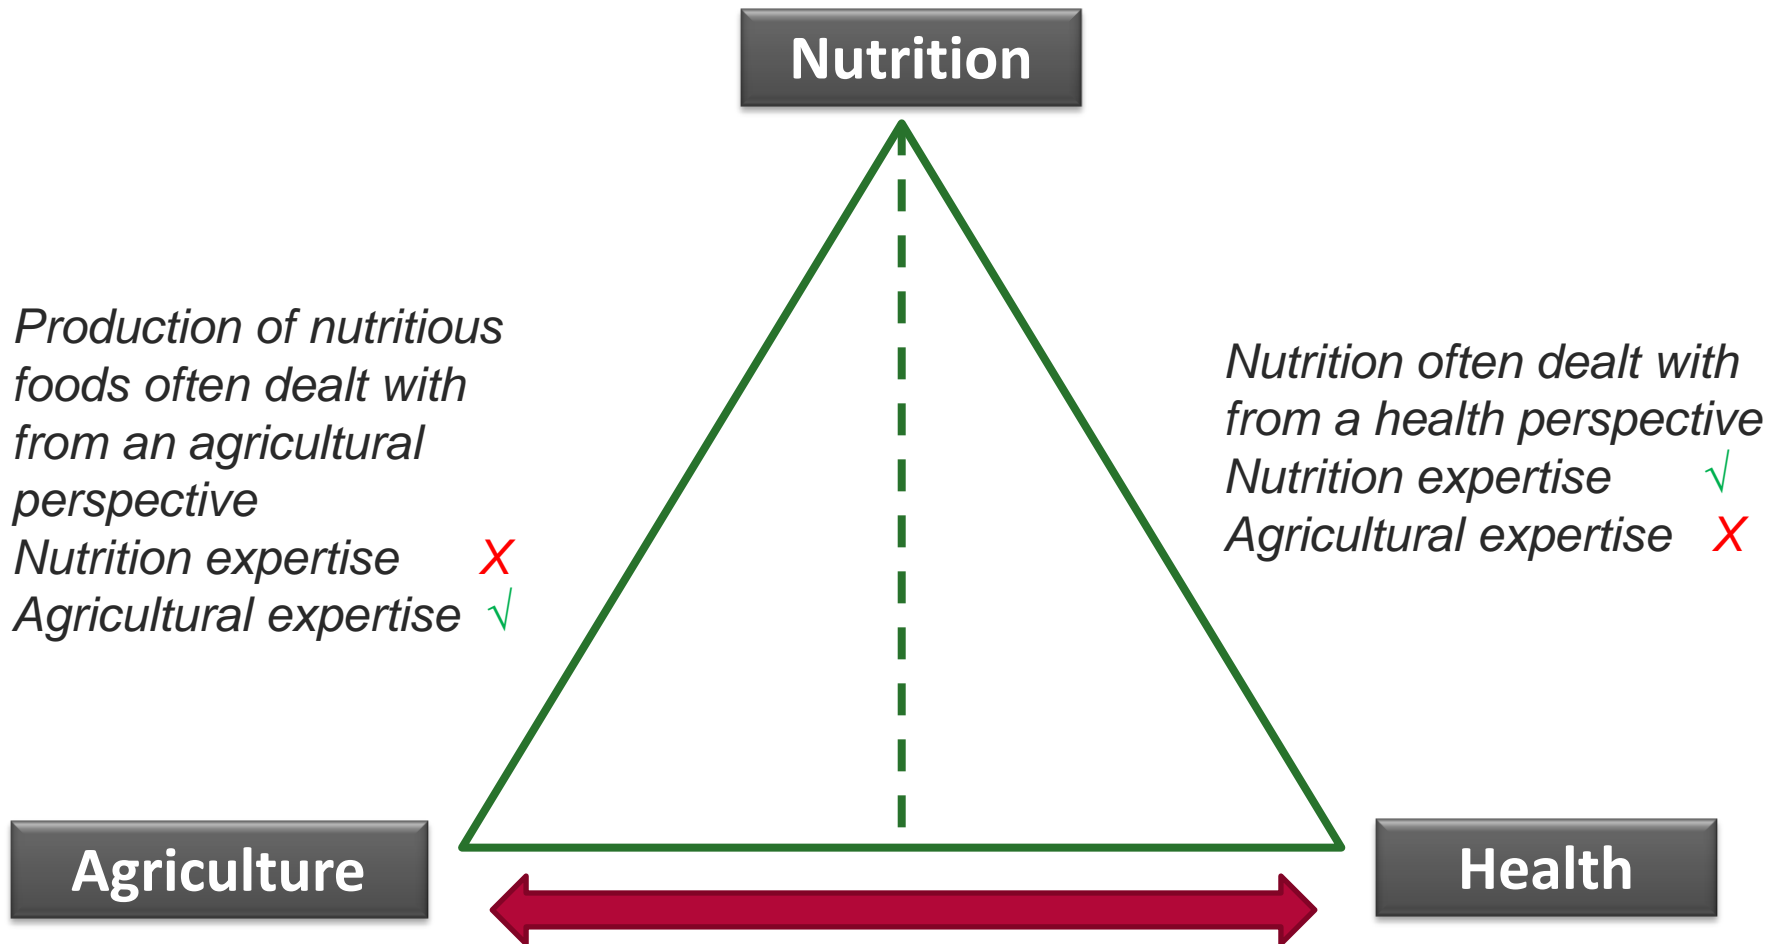 Nutrition
Production of nutritious
foods often dealt with
from an agricultural
perspective
Nutrition expertise X
Agricultural expertise √
Nutrition often dealt with
from a health perspective
Nutrition expertise √
Agricultural expertise X
Agriculture
Health